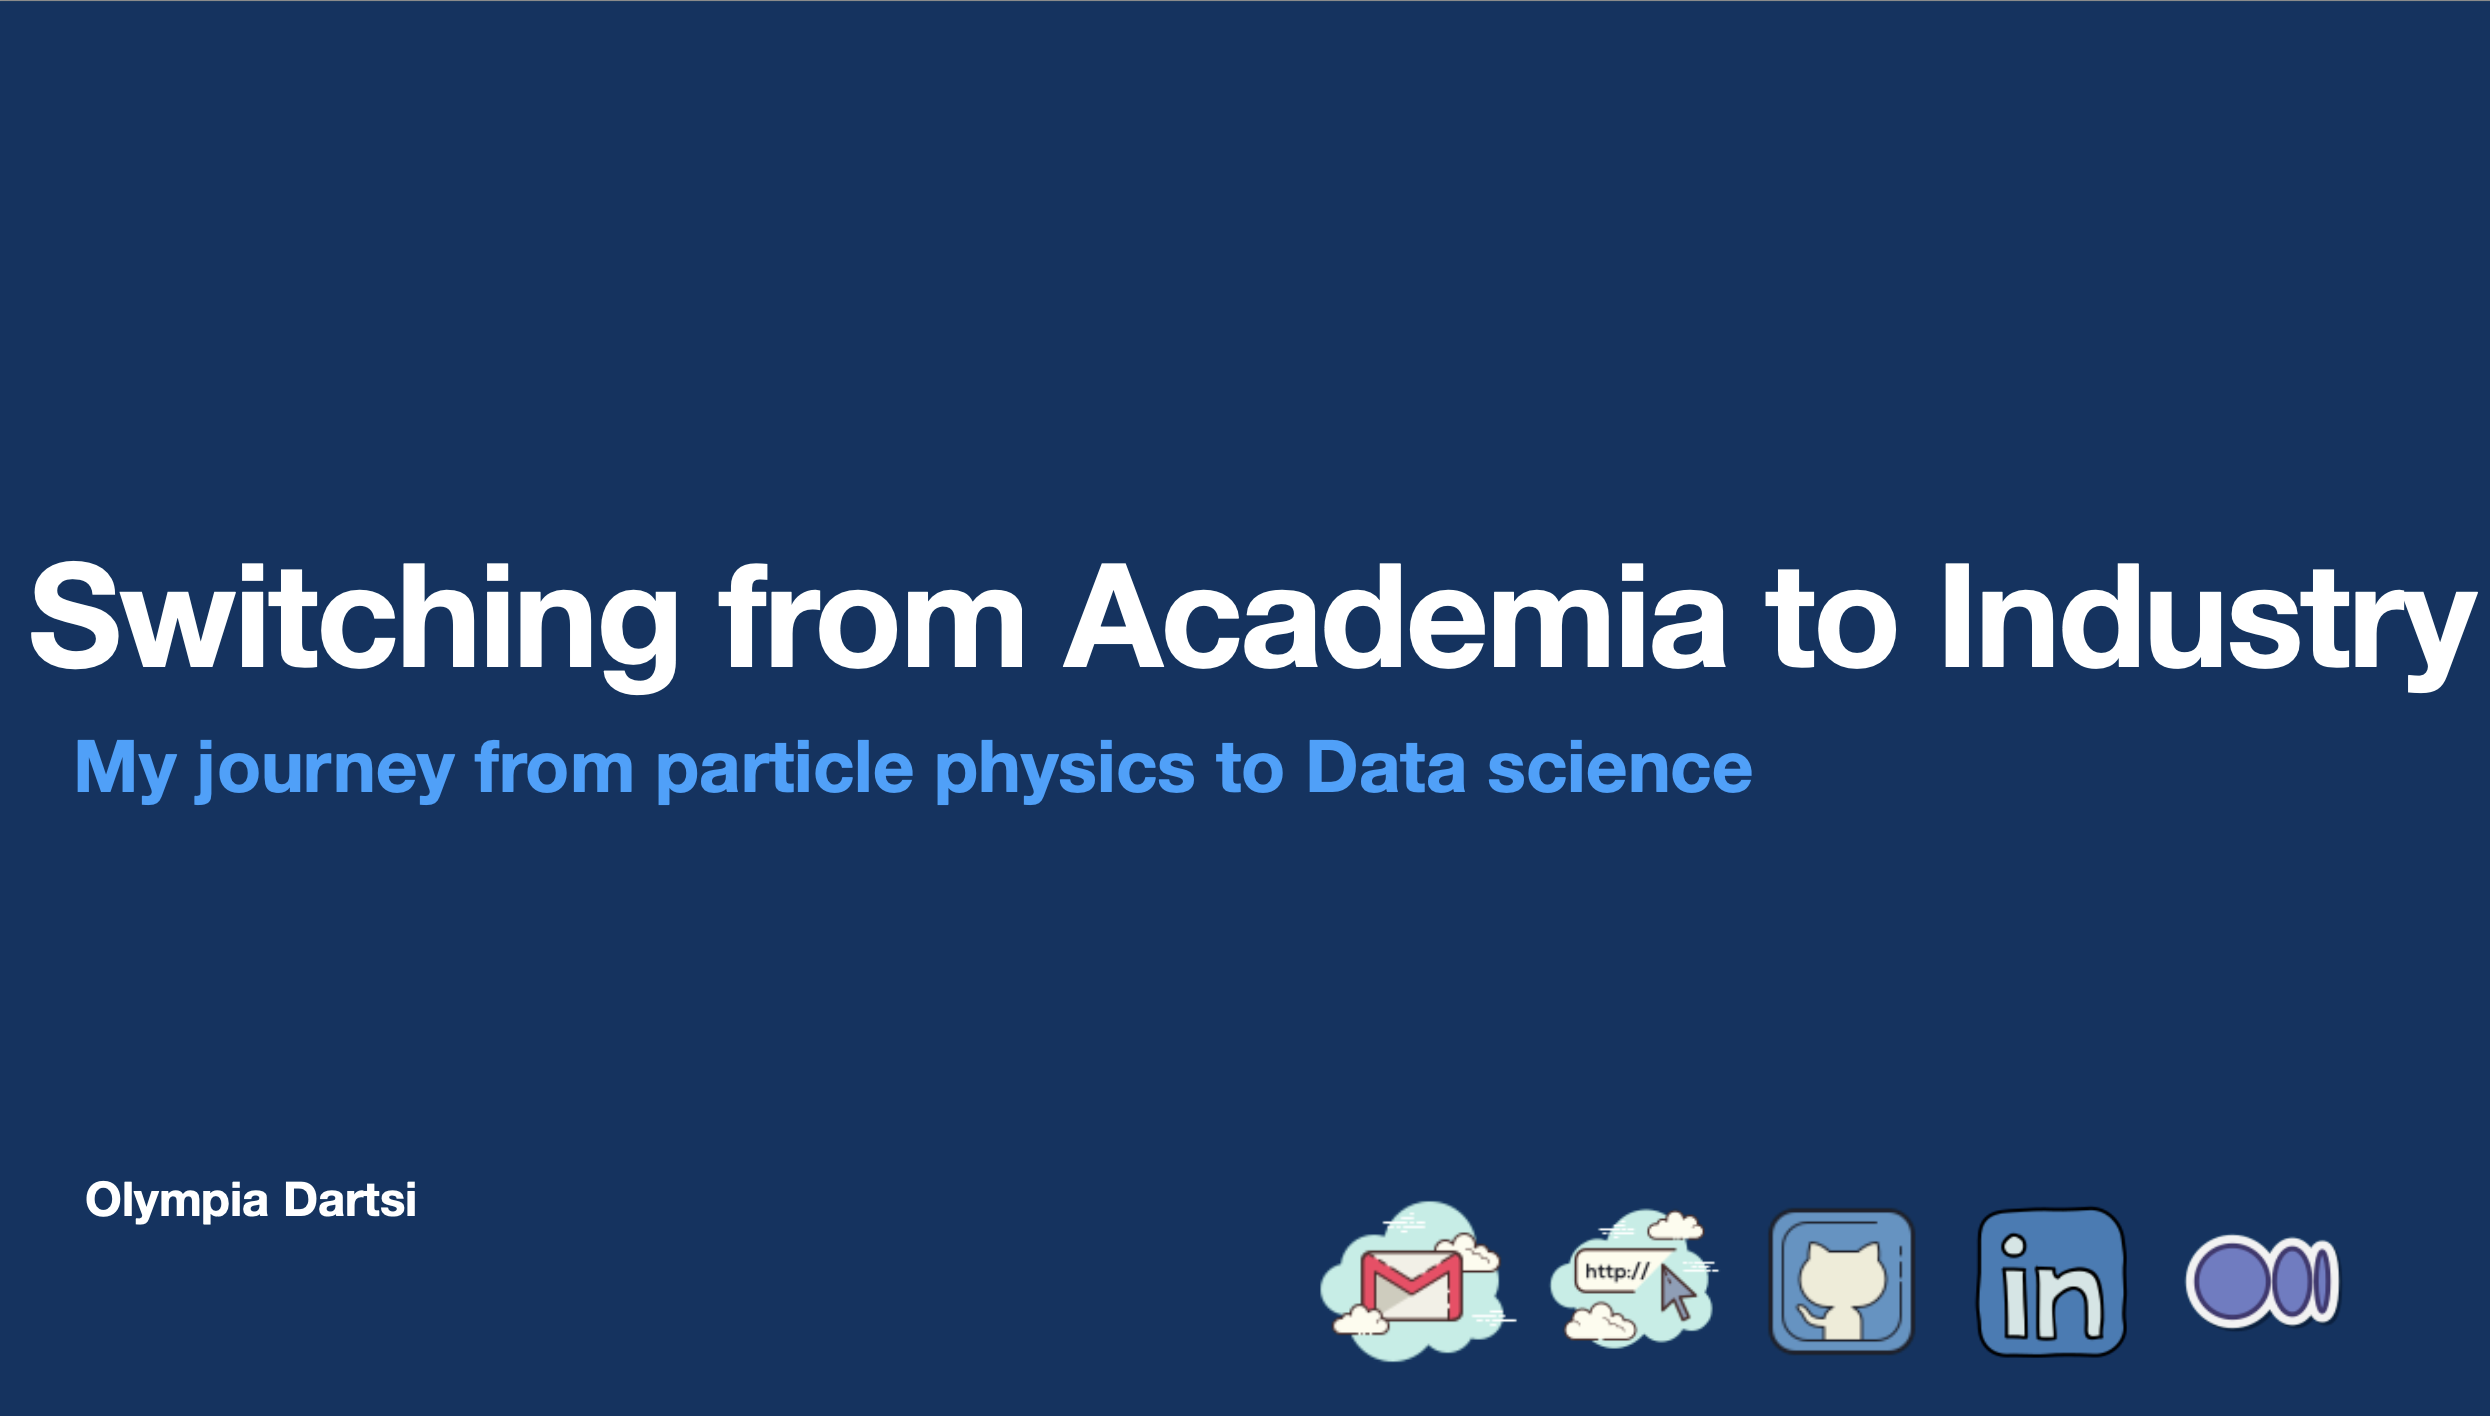 Switching from Academia to Industry
My journey from particle physics to Data science
Olympia Dartsi
http://
in